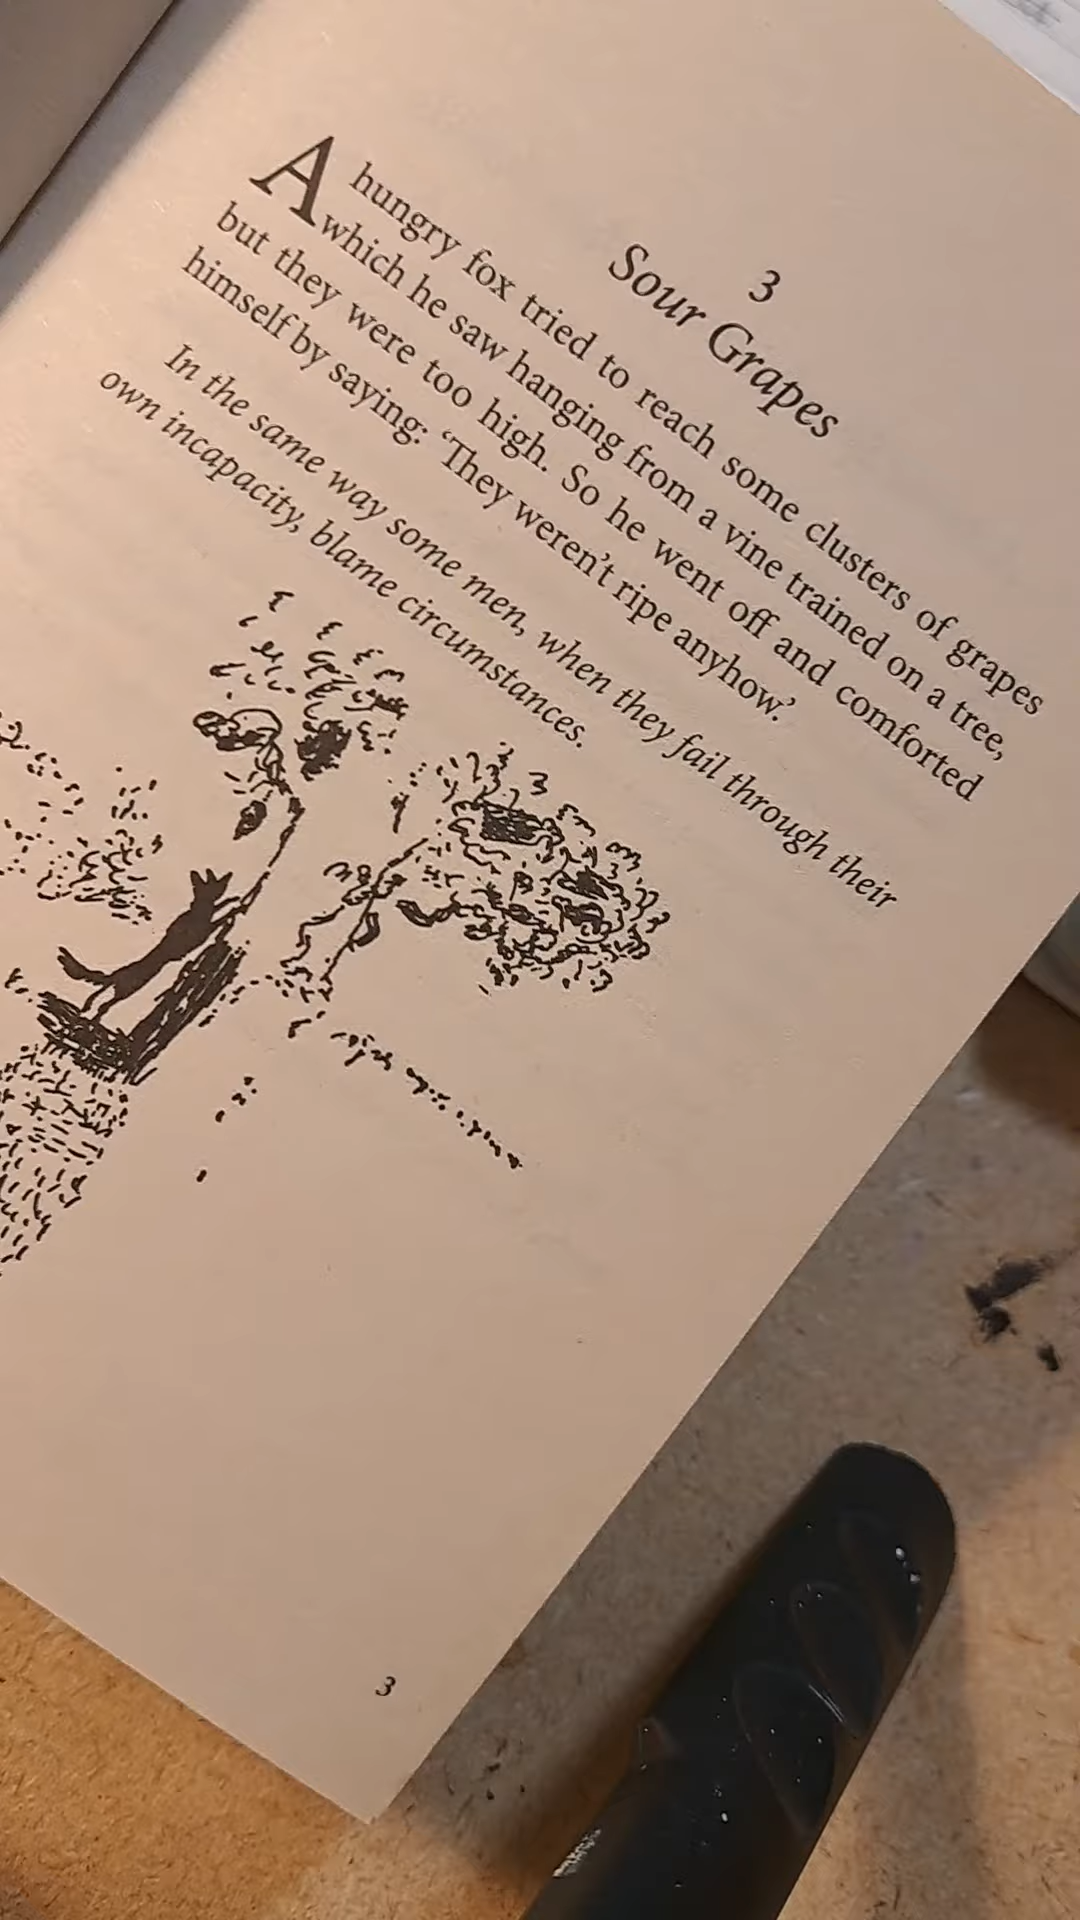 3
Sour Grapes
A hungry fox tried to reach some clusters of grapes
which he saw hanging from a vine trained on a tree,
but they were too high. So he went off and comforted
himself by saying: ‘They weren’t ripe anyhow.’
In the same way some men, when they fail through their
own incapacity, blame circumstances.
3